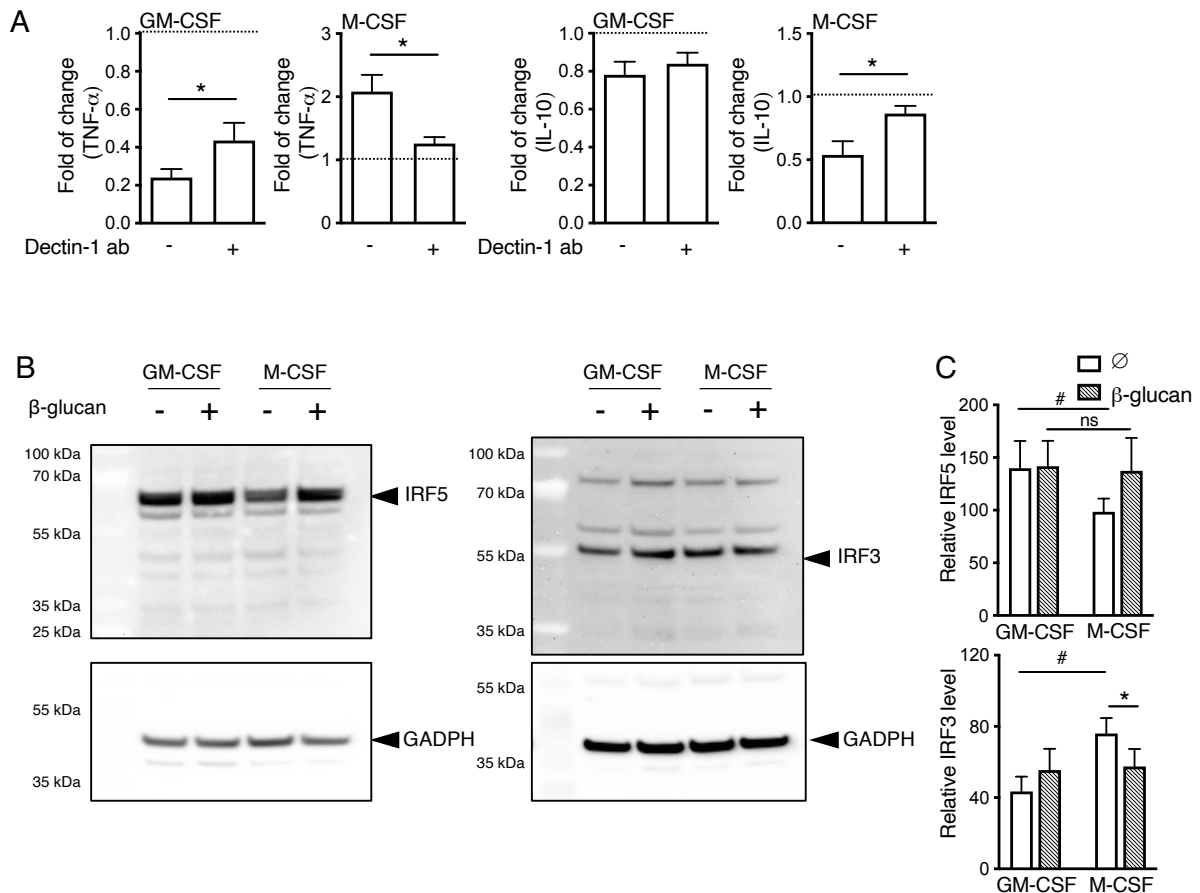 A
GM-CSF
Fold of change
(TNF-α)
1.0
0.8
0.6
0.4
0.2
0.0
*
M-CSF
Fold of change
(TNF-α)
3
2
1
0
*
Dectin-1 ab
-
+
-
+
GM-CSF
Fold of change
(IL-10)
1.0
0.8
0.6
0.4
0.2
0.0
M-CSF
Fold of change
(IL-10)
1.5
1.0
0.5
0.0
*
Dectin-1 ab
-
+
-
+
B
GM-CSF M-CSF
β-glucan - + - +
100 kDa
70 kDa
55 kDa
35 kDa
25 kDa
IRF5
55 kDa
35 kDa
GADPH
GM-CSF M-CSF
- + - +
100 kDa
70 kDa
55 kDa
35 kDa
IRF3
55 kDa
35 kDa
GADPH
C
∅
β-glucan
Relative IRF5 level
200
150
100
50
0
#
ns
GM-CSF M-CSF
Relative IRF3 level
120
80
40
0
#
*
GM-CSF M-CSF